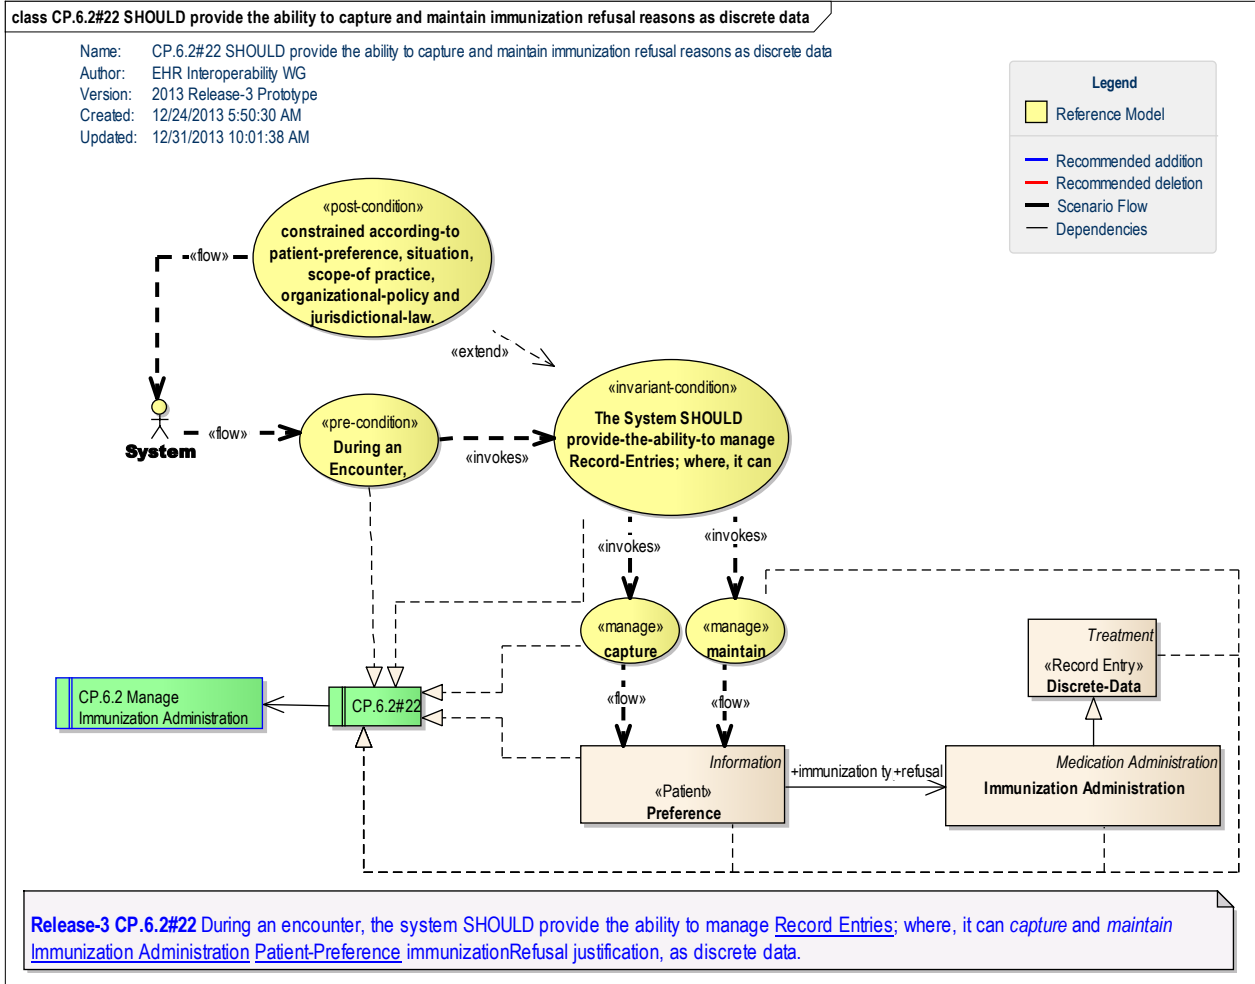 class CP.6.2#22 SHOULD provide the ability to capture and maintain immunization refusal reasons as discrete data
Name: CP.6.2#22 SHOULD provide the ability to capture and maintain immunization refusal reasons as discrete data
Author: EHR Interoperability WG
Version: 2013 Release-3 Prototype
Created: 12/24/2013 5:50:30 AM
Updated: 12/31/2013 10:01:38 AM
Legend
Reference Model
Recommended addition
Recommended deletion
Scenario Flow
Dependencies
«post-condition»
constrained according-to
patient-preference, situation,
scope-of practice,
organizational-policy and
jurisdictional-law.
«flow»
«extend»
System
«flow»
«pre-condition»
During an
Encounter,
«invokes»
«invariant-condition»
The System SHOULD
provide-the-ability-to manage
Record-Entries; where, it can
«invokes»
«invokes»
«manage»
capture
«manage»
maintain
Treatment
«Record Entry»
Discrete-Data
CP.6.2 Manage
Immunization Administration
CP.6.2#22
«flow»
«flow»
Information
«Patient»
Preference
+immunization ty +refusal
Medication Administration
Immunization Administration
Release-3 CP.6.2#22 During an encounter, the system SHOULD provide the ability to manage Record Entries; where, it can capture and maintain
Immunization Administration Patient-Preference immunizationRefusal justification, as discrete data.